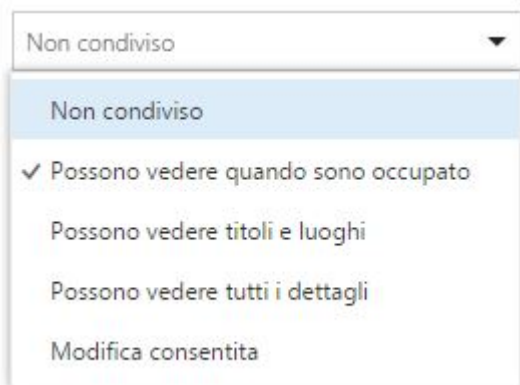 Non condiviso
Non condiviso
Possono vedere quando sono occupato
Possono vedere titoli e luoghi
Possono vedere tutti i dettagli
Modifica consentita